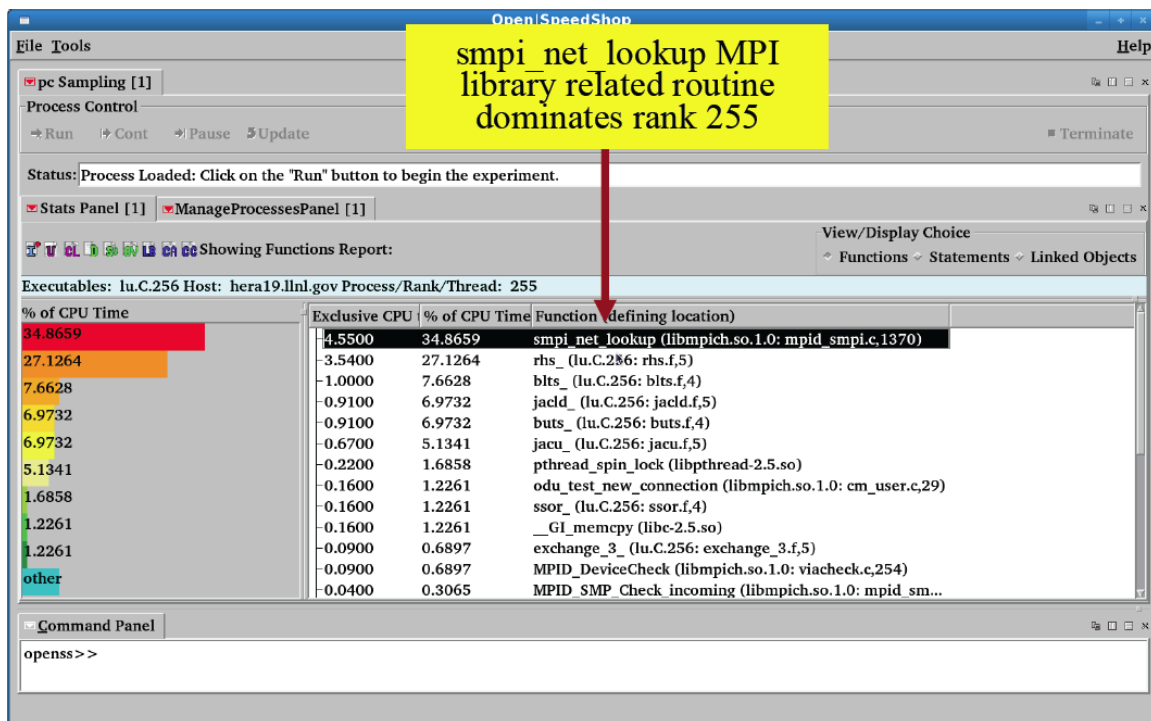 Open|SpeedShop
File Tools
Help
smpi_net_lookup MPI
library related routine
dominates rank 255
pc Sampling [1]
Process Control
Run Cont Pause Update Terminate
Status: Process Loaded: Click on the "Run" button to begin the experiment.
Stats Panel [1] ManageProcessesPanel [1]
View/Display Choice
Showing Functions Report:
Functions Statements Linked Objects
Executables: lu.C.256 Host: hera19.llnl.gov Process/Rank/Thread: 255
% of CPU Time
34.8659
27.1264
7.6628
6.9732
6.9732
5.1341
1.6858
1.2261
1.2261
other
Exclusive CPU % of CPU Time Function (defining location)
4.5500 34.8659 smpi_net_lookup (libmpich.so.1.0: mpid_smpi.c,1370)
3.5400 27.1264 rhs_ (lu.C.256: rhs.f,5)
1.0000 7.6628 blts_ (lu.C.256: blts.f,4)
0.9100 6.9732 jacld_ (lu.C.256: jacld.f,5)
0.9100 6.9732 buts_ (lu.C.256: buts.f,4)
0.6700 5.1341 jacu_ (lu.C.256: jacu.f,5)
0.2200 1.6858 pthread_spin_lock (libpthread-2.5.so)
0.1600 1.2261 odu_test_new_connection (libmpich.so.1.0: cm_user.c,29)
0.1600 1.2261 ssor_ (lu.C.256: ssor.f,4)
0.1600 1.2261 __GI_memcpy (libc-2.5.so)
0.0900 0.6897 exchange_3_ (lu.C.256: exchange_3.f,5)
0.0900 0.6897 MPID_DeviceCheck (libmpich.so.1.0: viacheck.c,254)
0.0400 0.3065 MPID_SMP_Check_incoming (libmpich.so.1.0: mpid_sm...
Command Panel
openss>>